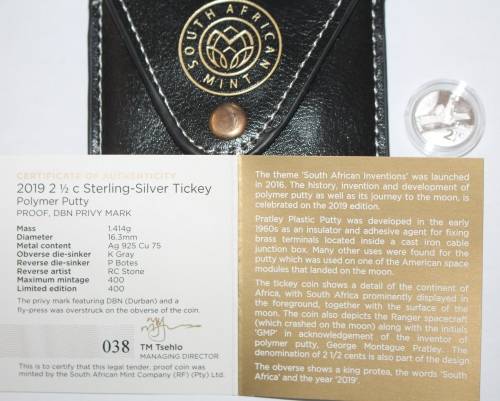 SOUTH AFRICAN
MINT
CERTIFICATE OF AUTHENTICITY
2019 2 ½ c Sterling-Silver Tickey
Polymer Putty
PROOF, DBN PRIVY MARK
Mass 1.414g
Diameter 16.3mm
Metal content Ag 925 Cu 75
Obverse die-sinker K Gray
Reverse die-sinker P Botes
Reverse artist RC Stone
Maximum mintage 400
Limited edition 400
The privy mark featuring DBN (Durban) and a
fly-press was overstruck on the obverse of the coin.
038
TM Tsehlo
MANAGING DIRECTOR
This is to certify that this legal tender, proof coin was
minted by the South African Mint Company (RF) (Pty) Ltd.
The theme 'South African Inventions' was launched
in 2016. The history, invention and development of
polymer putty as well as its journey to the moon, is
celebrated on the 2019 edition.
Pratley Plastic Putty was developed in the early
1960s as an insulator and adhesive agent for fixing
brass terminals located inside a cast iron cable
junction box. Many other uses were found for the
putty which was used on one of the American space
modules that landed on the moon.
The tickey coin shows a detail of the continent of
Africa, with South Africa prominently displayed in
the foreground, together with the surface of the
moon. The coin also depicts the Ranger spacecraft
(which crashed on the moon) along with the initials
'GMP' in acknowledgement of the inventor of
polymer putty, George Montague Pratley. The
denomination of 2 1/2 cents is also part of the design
The obverse shows a king protea, the words 'South
Africa' and the year '2019'.